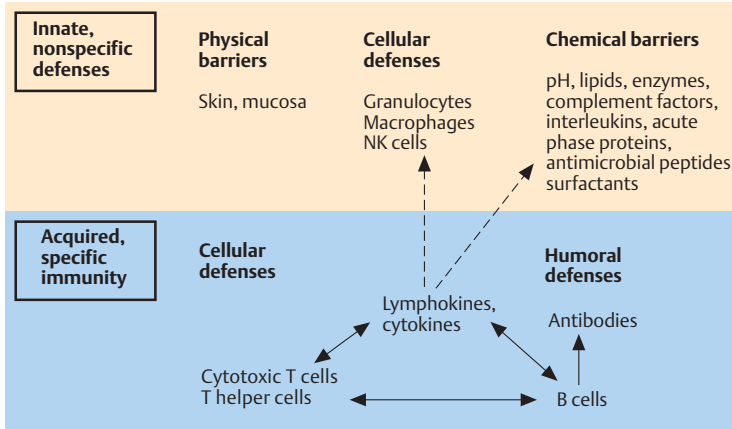 Innate,
nonspecific
defenses
Physical
barriers
Skin, mucosa
Cellular
defenses
Granulocytes
Macrophages
NK cells
Chemical barriers
pH, lipids, enzymes,
complement factors,
interleukins, acute
phase proteins,
antimicrobial peptides
surfactants
Acquired,
specific
immunity
Cellular
defenses
Humoral
defenses
Lymphokines,
cytokines
Antibodies
Cytotoxic T cells
T helper cells
B cells